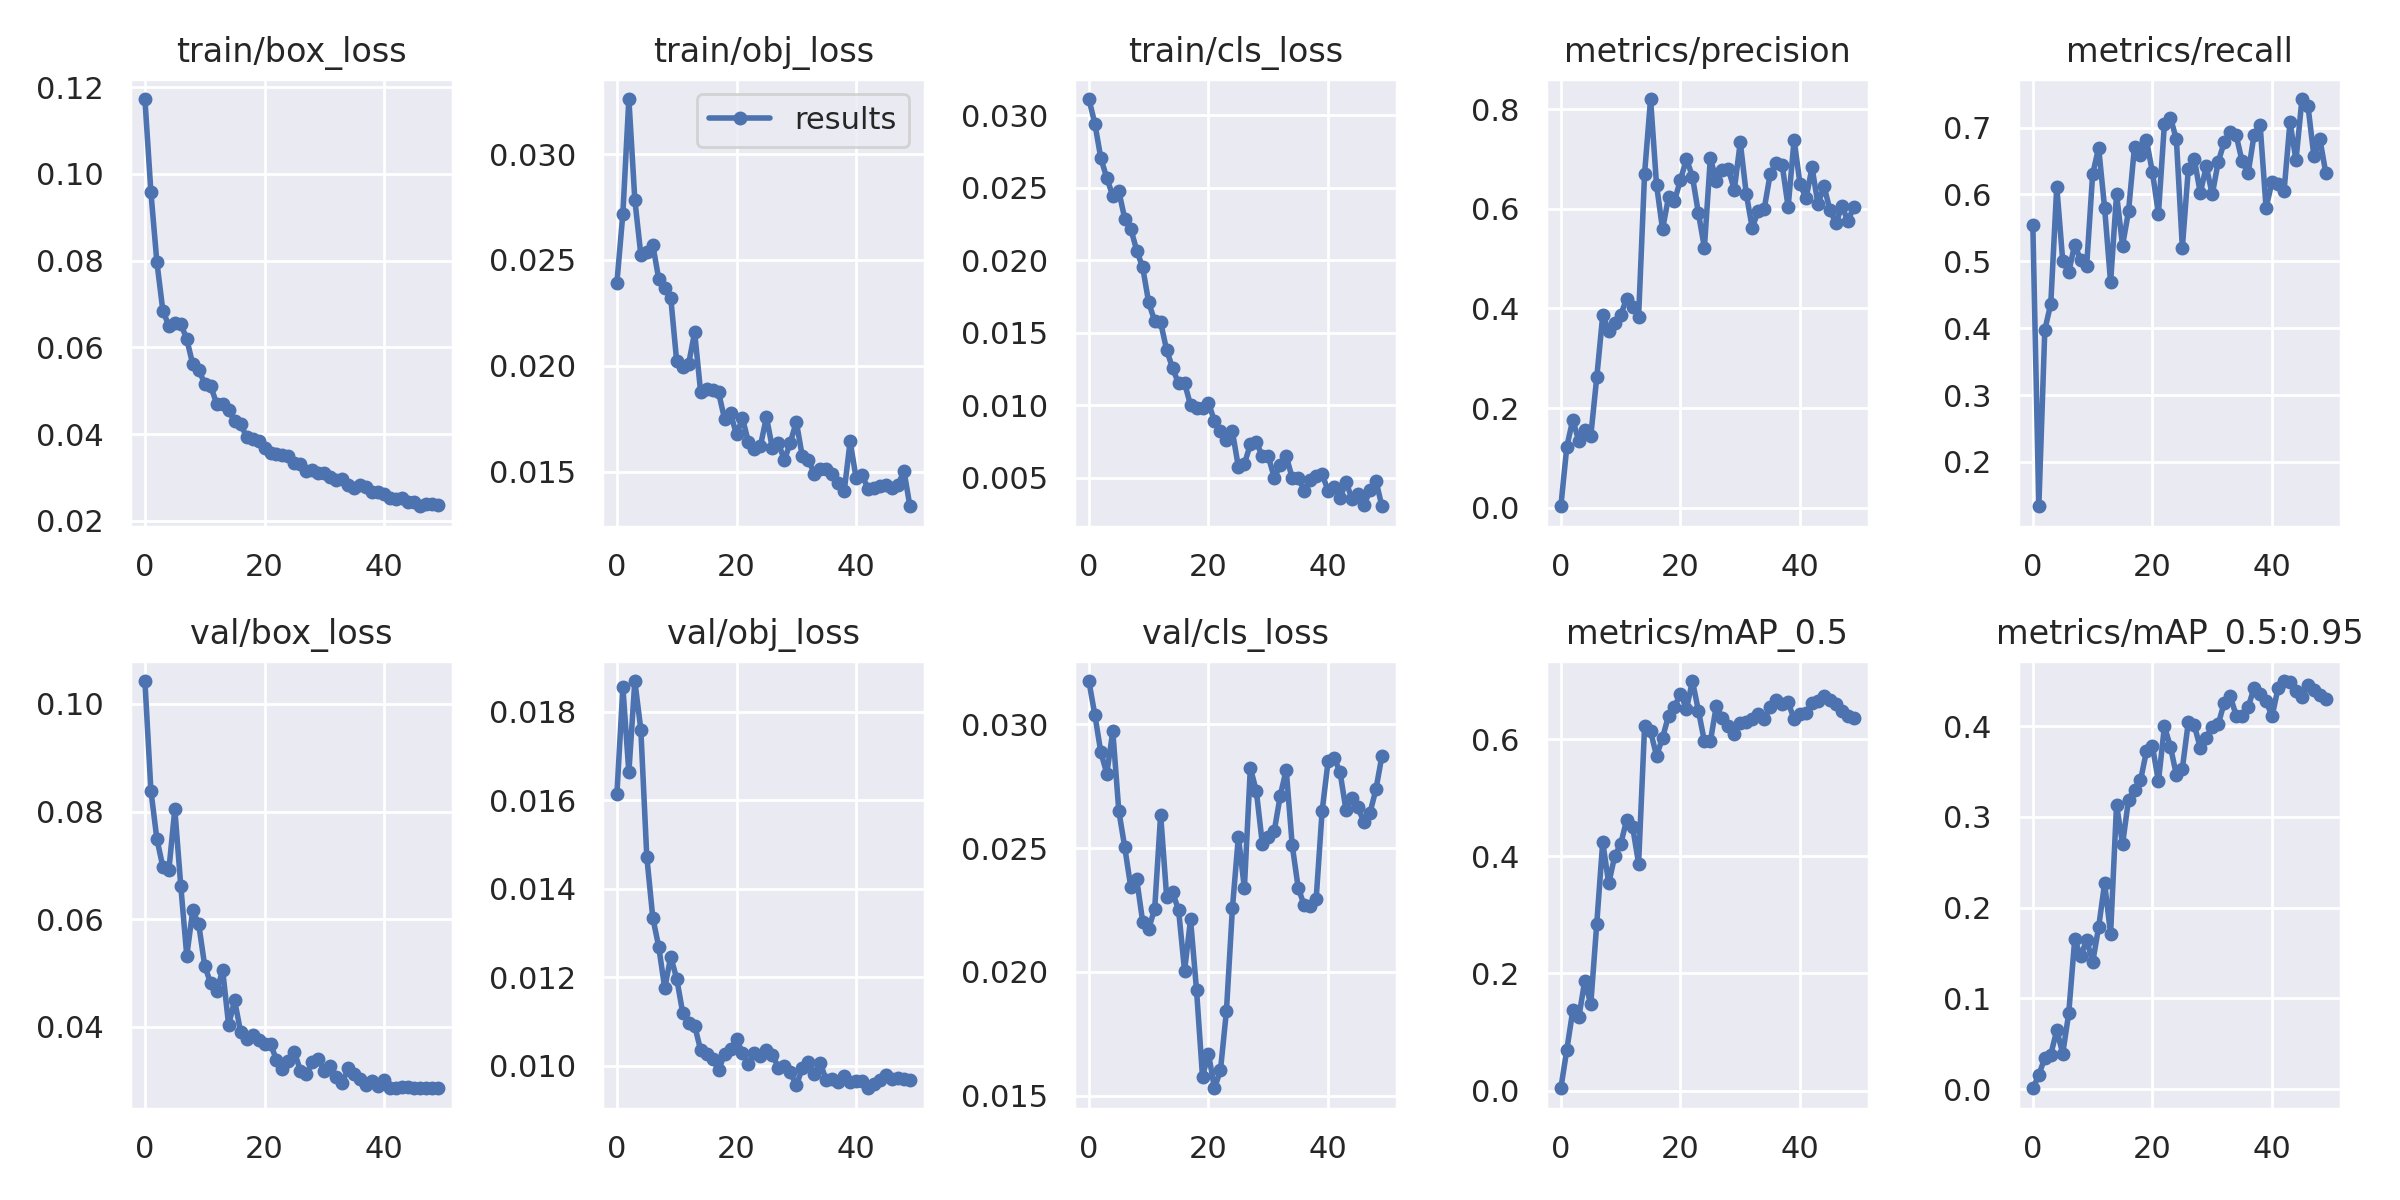 train/box_loss
0.12
0.10
0.08
0.06
0.04
0.02
0 20 40
train/obj_loss
results
0.030
0.025
0.020
0.015
0 20 40
train/cls_loss
0.030
0.025
0.020
0.015
0.010
0.005
0 20 40
metrics/precision
0.8
0.6
0.4
0.2
0.0
0 20 40
metrics/recall
0.7
0.6
0.5
0.4
0.3
0.2
0 20 40
val/box_loss
0.10
0.08
0.06
0.04
0 20 40
val/obj_loss
0.018
0.016
0.014
0.012
0.010
0 20 40
val/cls_loss
0.030
0.025
0.020
0.015
0 20 40
metrics/mAP_0.5
0.6
0.4
0.2
0.0
0 20 40
metrics/mAP_0.5:0.95
0.4
0.3
0.2
0.1
0.0
0 20 40